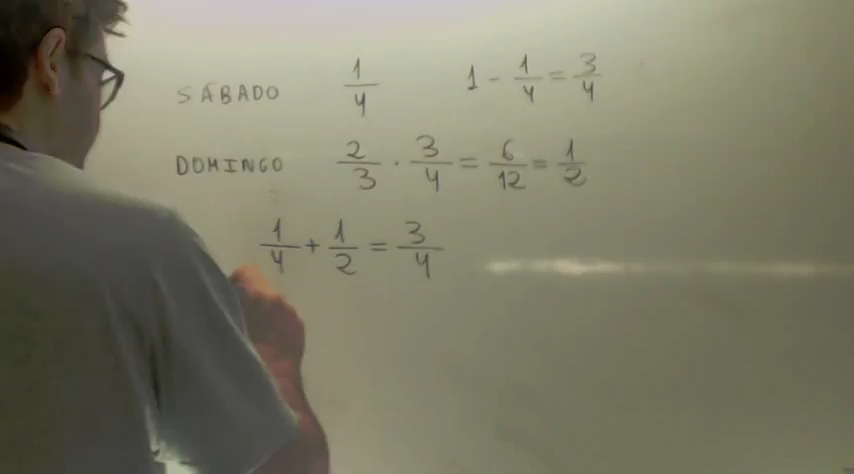 SÁBADO 1/4 1 - 1/4 = 3/4
DOMINGO 2/3 · 3/4 = 6/12 = 1/2
1/4 + 1/2 = 3/4